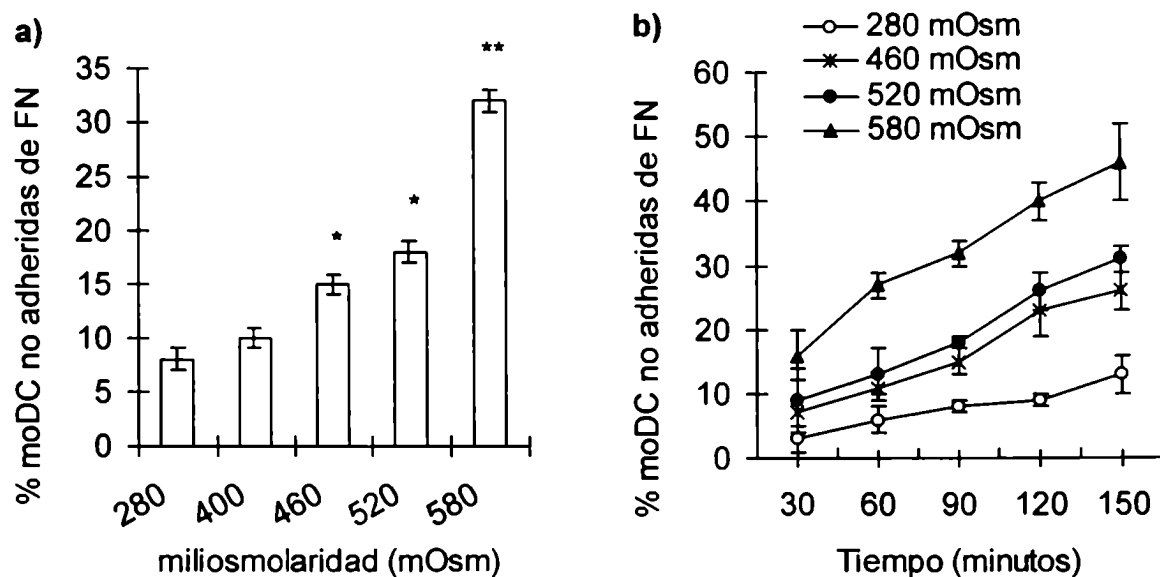 a)
% moDC no adheridas de FN
35
30
25
20
15
10
5
0
*
*
**
280
400
460
520
580
miliosmolaridad (mOsm)
b)
280 mOsm
460 mOsm
520 mOsm
580 mOsm
% moDC no adheridas de FN
60
50
40
30
20
10
0
30 60 90 120 150
Tiempo (minutos)